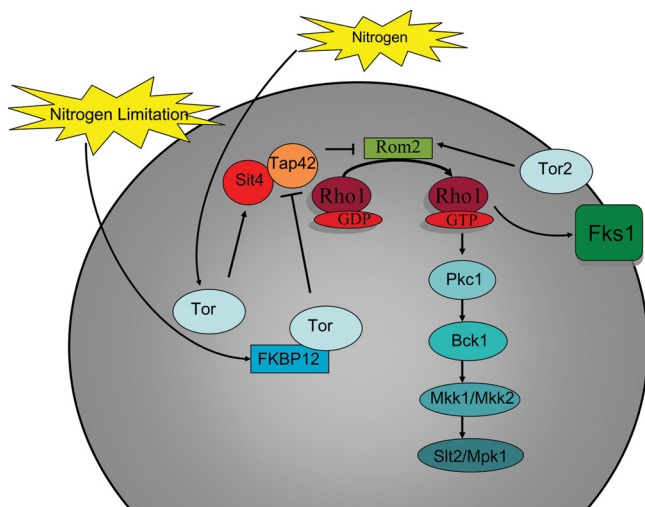 Nitrogen
Nitrogen Limitation
Tap42
Rom2
Sit4
Tor2
Rho1
GDP
Rho1
GTP
Fks1
Pkc1
Tor
Tor
FKBP12
Bck1
Mkk1/Mkk2
Slt2/Mpk1